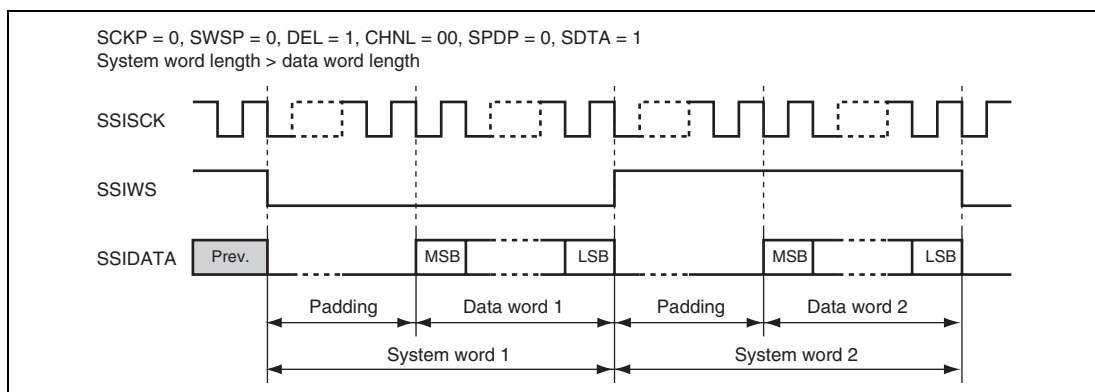 SCKP = 0, SWSP = 0, DEL = 1, CHNL = 00, SPDP = 0, SDTA = 1
System word length > data word length
SSISCK
SSIWS
SSIDATA
Prev.
MSB
LSB
MSB
LSB
Padding
Data word 1
Padding
Data word 2
System word 1
System word 2